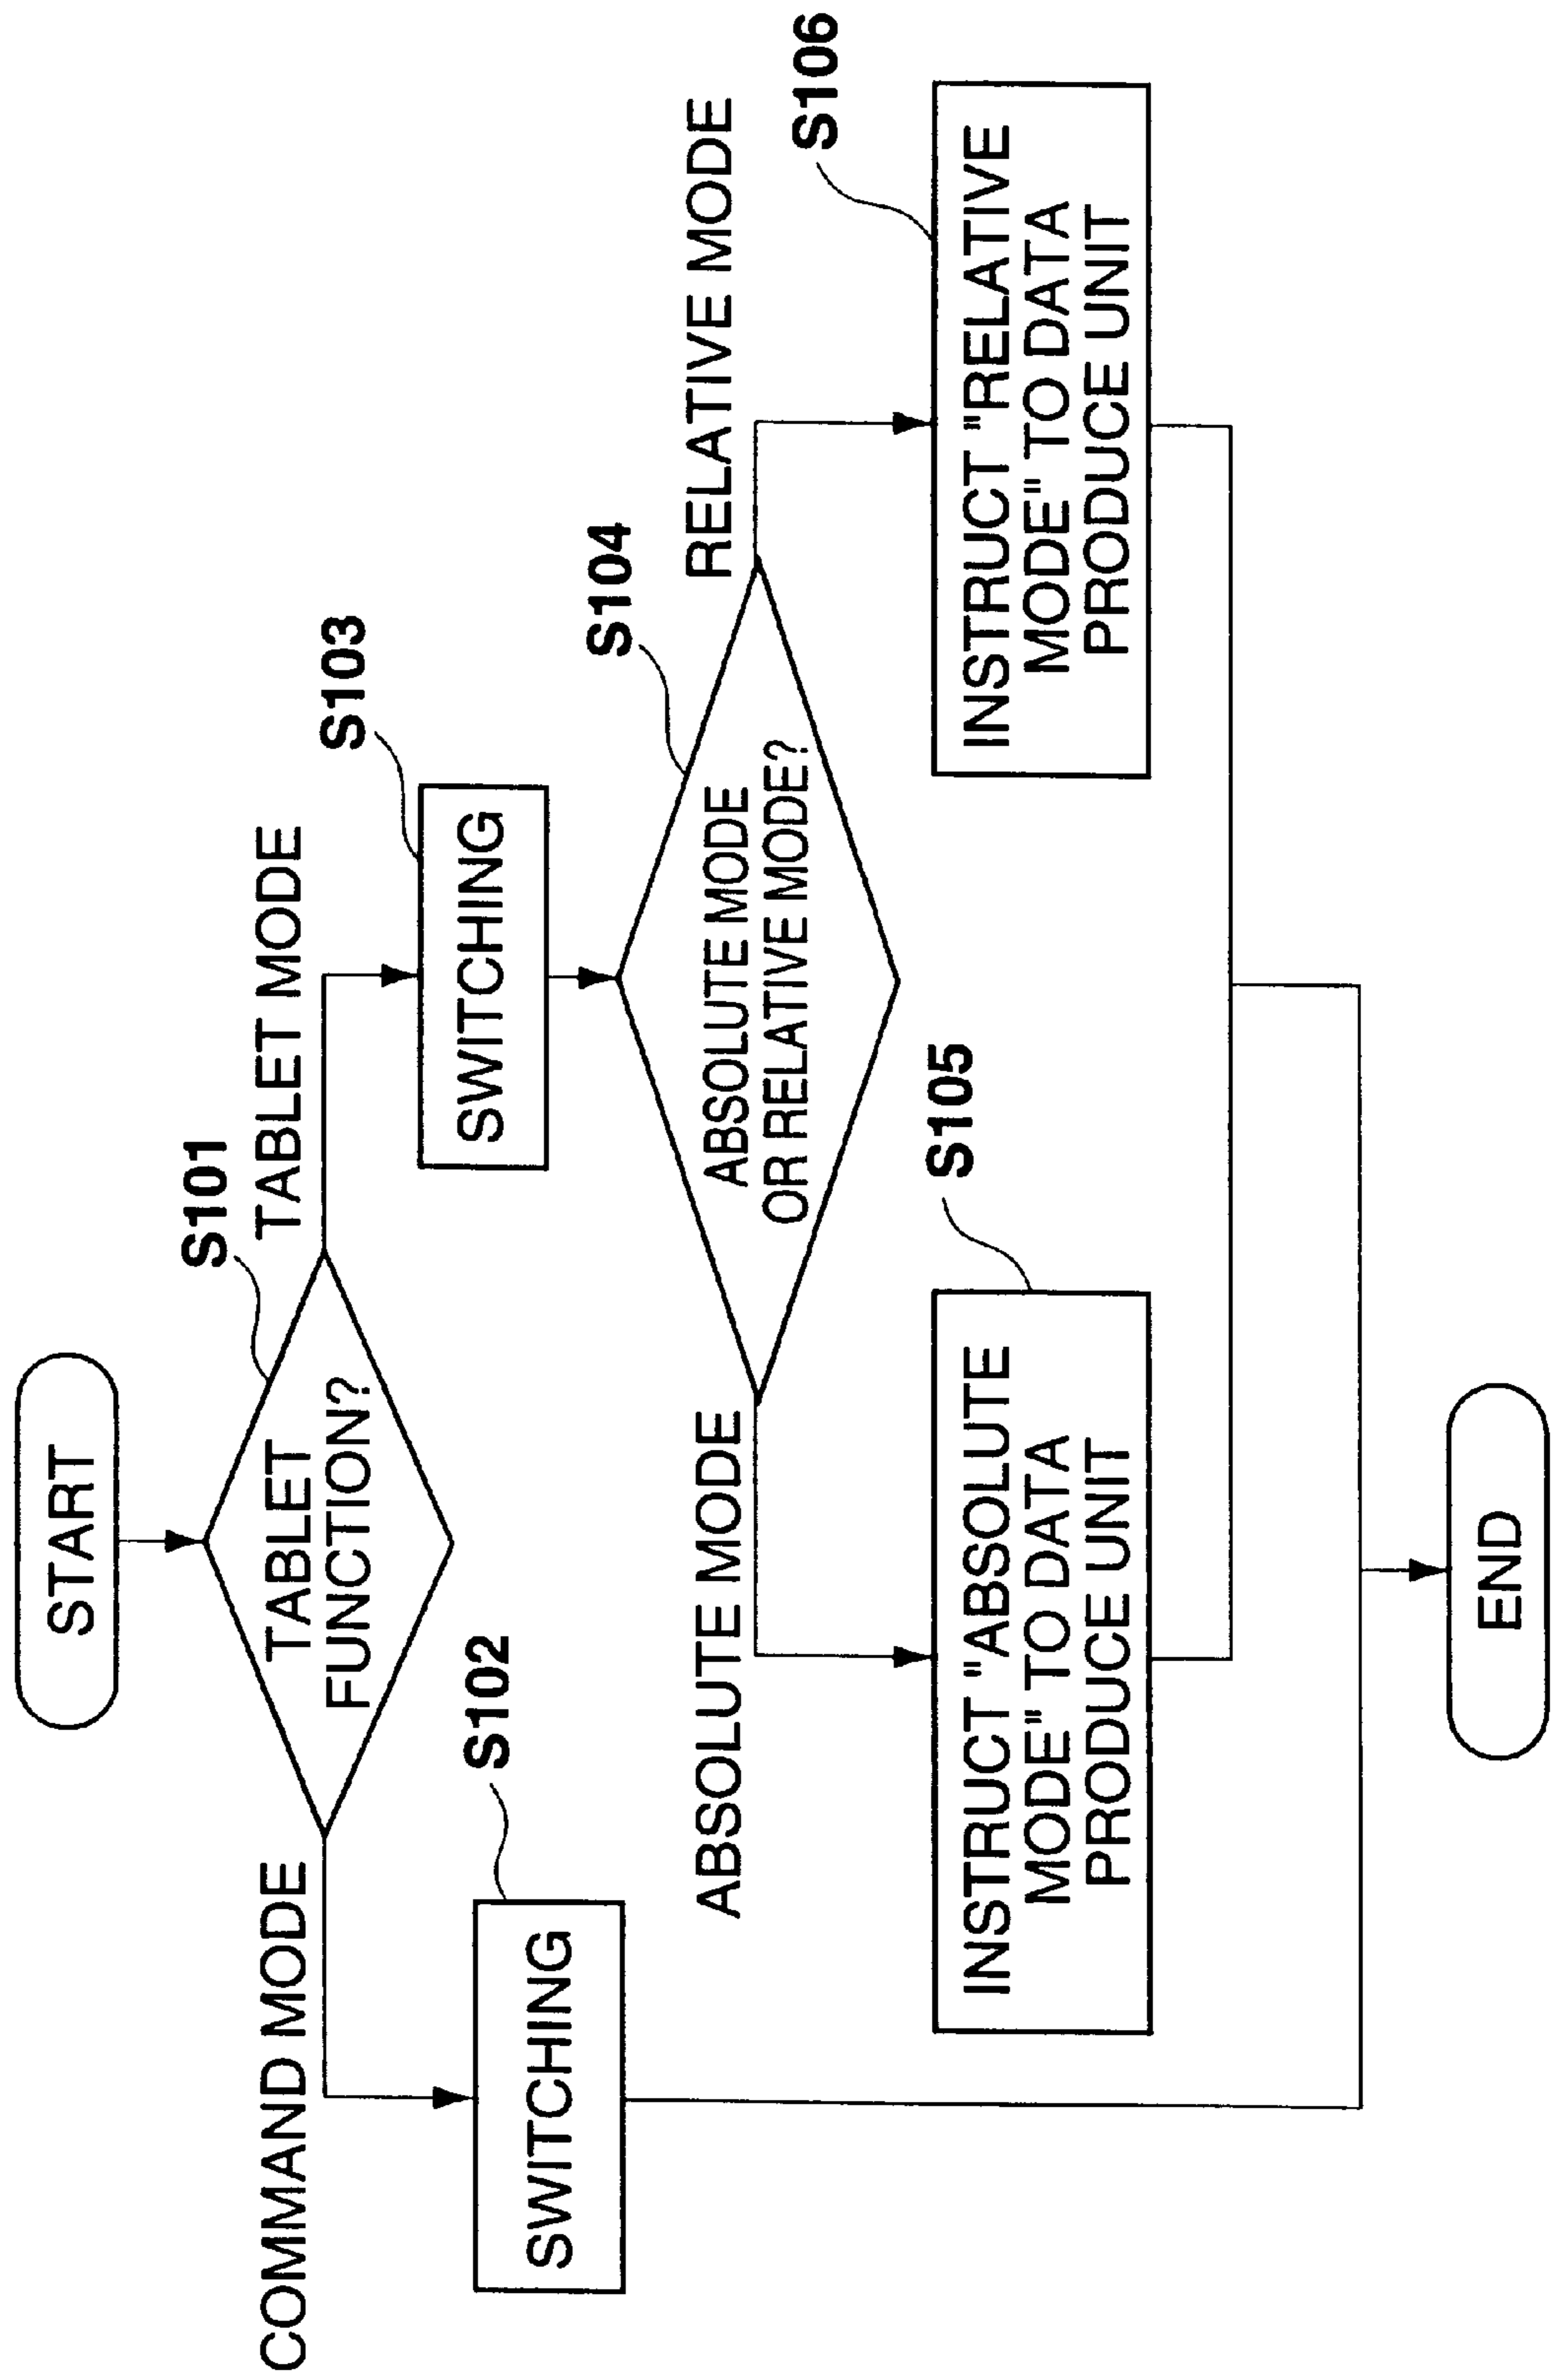 START
S101
TABLET
FUNCTION?
COMMAND MODE
TABLET MODE
S102
SWITCHING
S103
SWITCHING
S104
ABSOLUTE MODE
OR RELATIVE MODE?
ABSOLUTE MODE
RELATIVE MODE
S105
INSTRUCT "ABSOLUTE
MODE" TO DATA
PRODUCE UNIT
S106
INSTRUCT "RELATIVE
MODE" TO DATA
PRODUCE UNIT
END